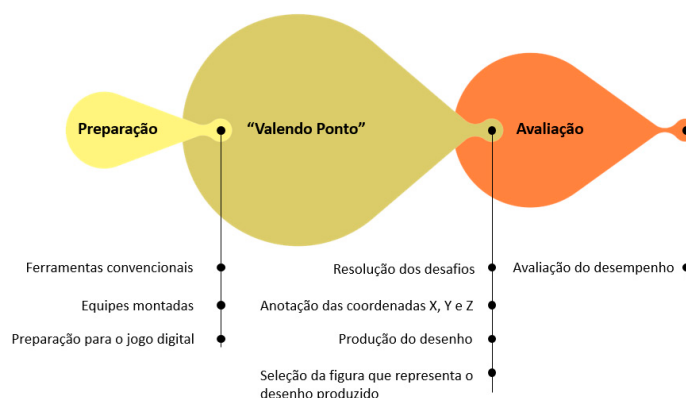 Preparação
“Valendo Ponto”
Avaliação
Ferramentas convencionais
Equipes montadas
Preparação para o jogo digital
Resolução dos desafios
Anotação das coordenadas X, Y e Z
Produção do desenho
Seleção da figura que representa o
desenho produzido
Avaliação do desempenho